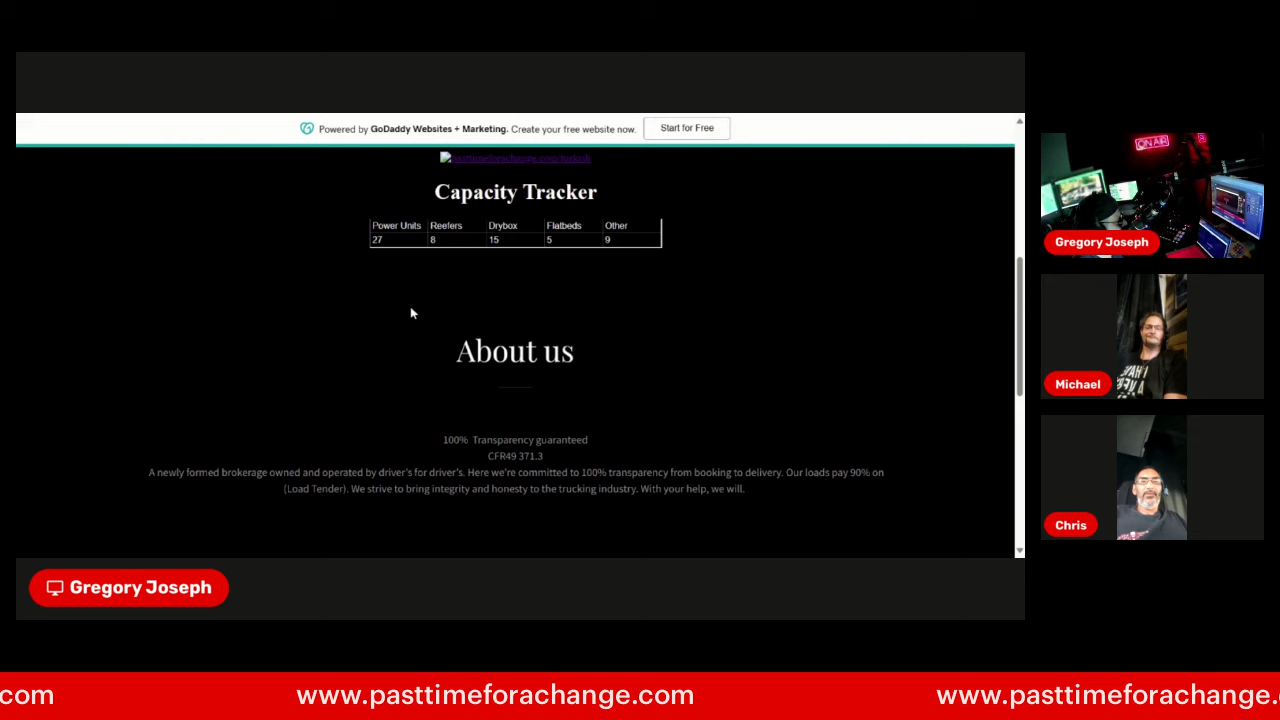 Powered by GoDaddy Websites + Marketing. Create your free website now.
Start for Free
Capacity Tracker
Power Units Reefers Drybox Flatbeds Other
27 8 15 5 9
About us
100% Transparency guaranteed
CFR49 371.3
A newly formed brokerage owned and operated by driver's for driver's. Here we're committed to 100% transparency from booking to delivery. Our loads pay 90% on
(Load Tender). We strive to bring integrity and honesty to the trucking industry. With your help, we will.
ON AIR
Gregory Joseph
Michael
Chris
Gregory Joseph
com www.pasttimeforachange.com www.pasttimeforachange.